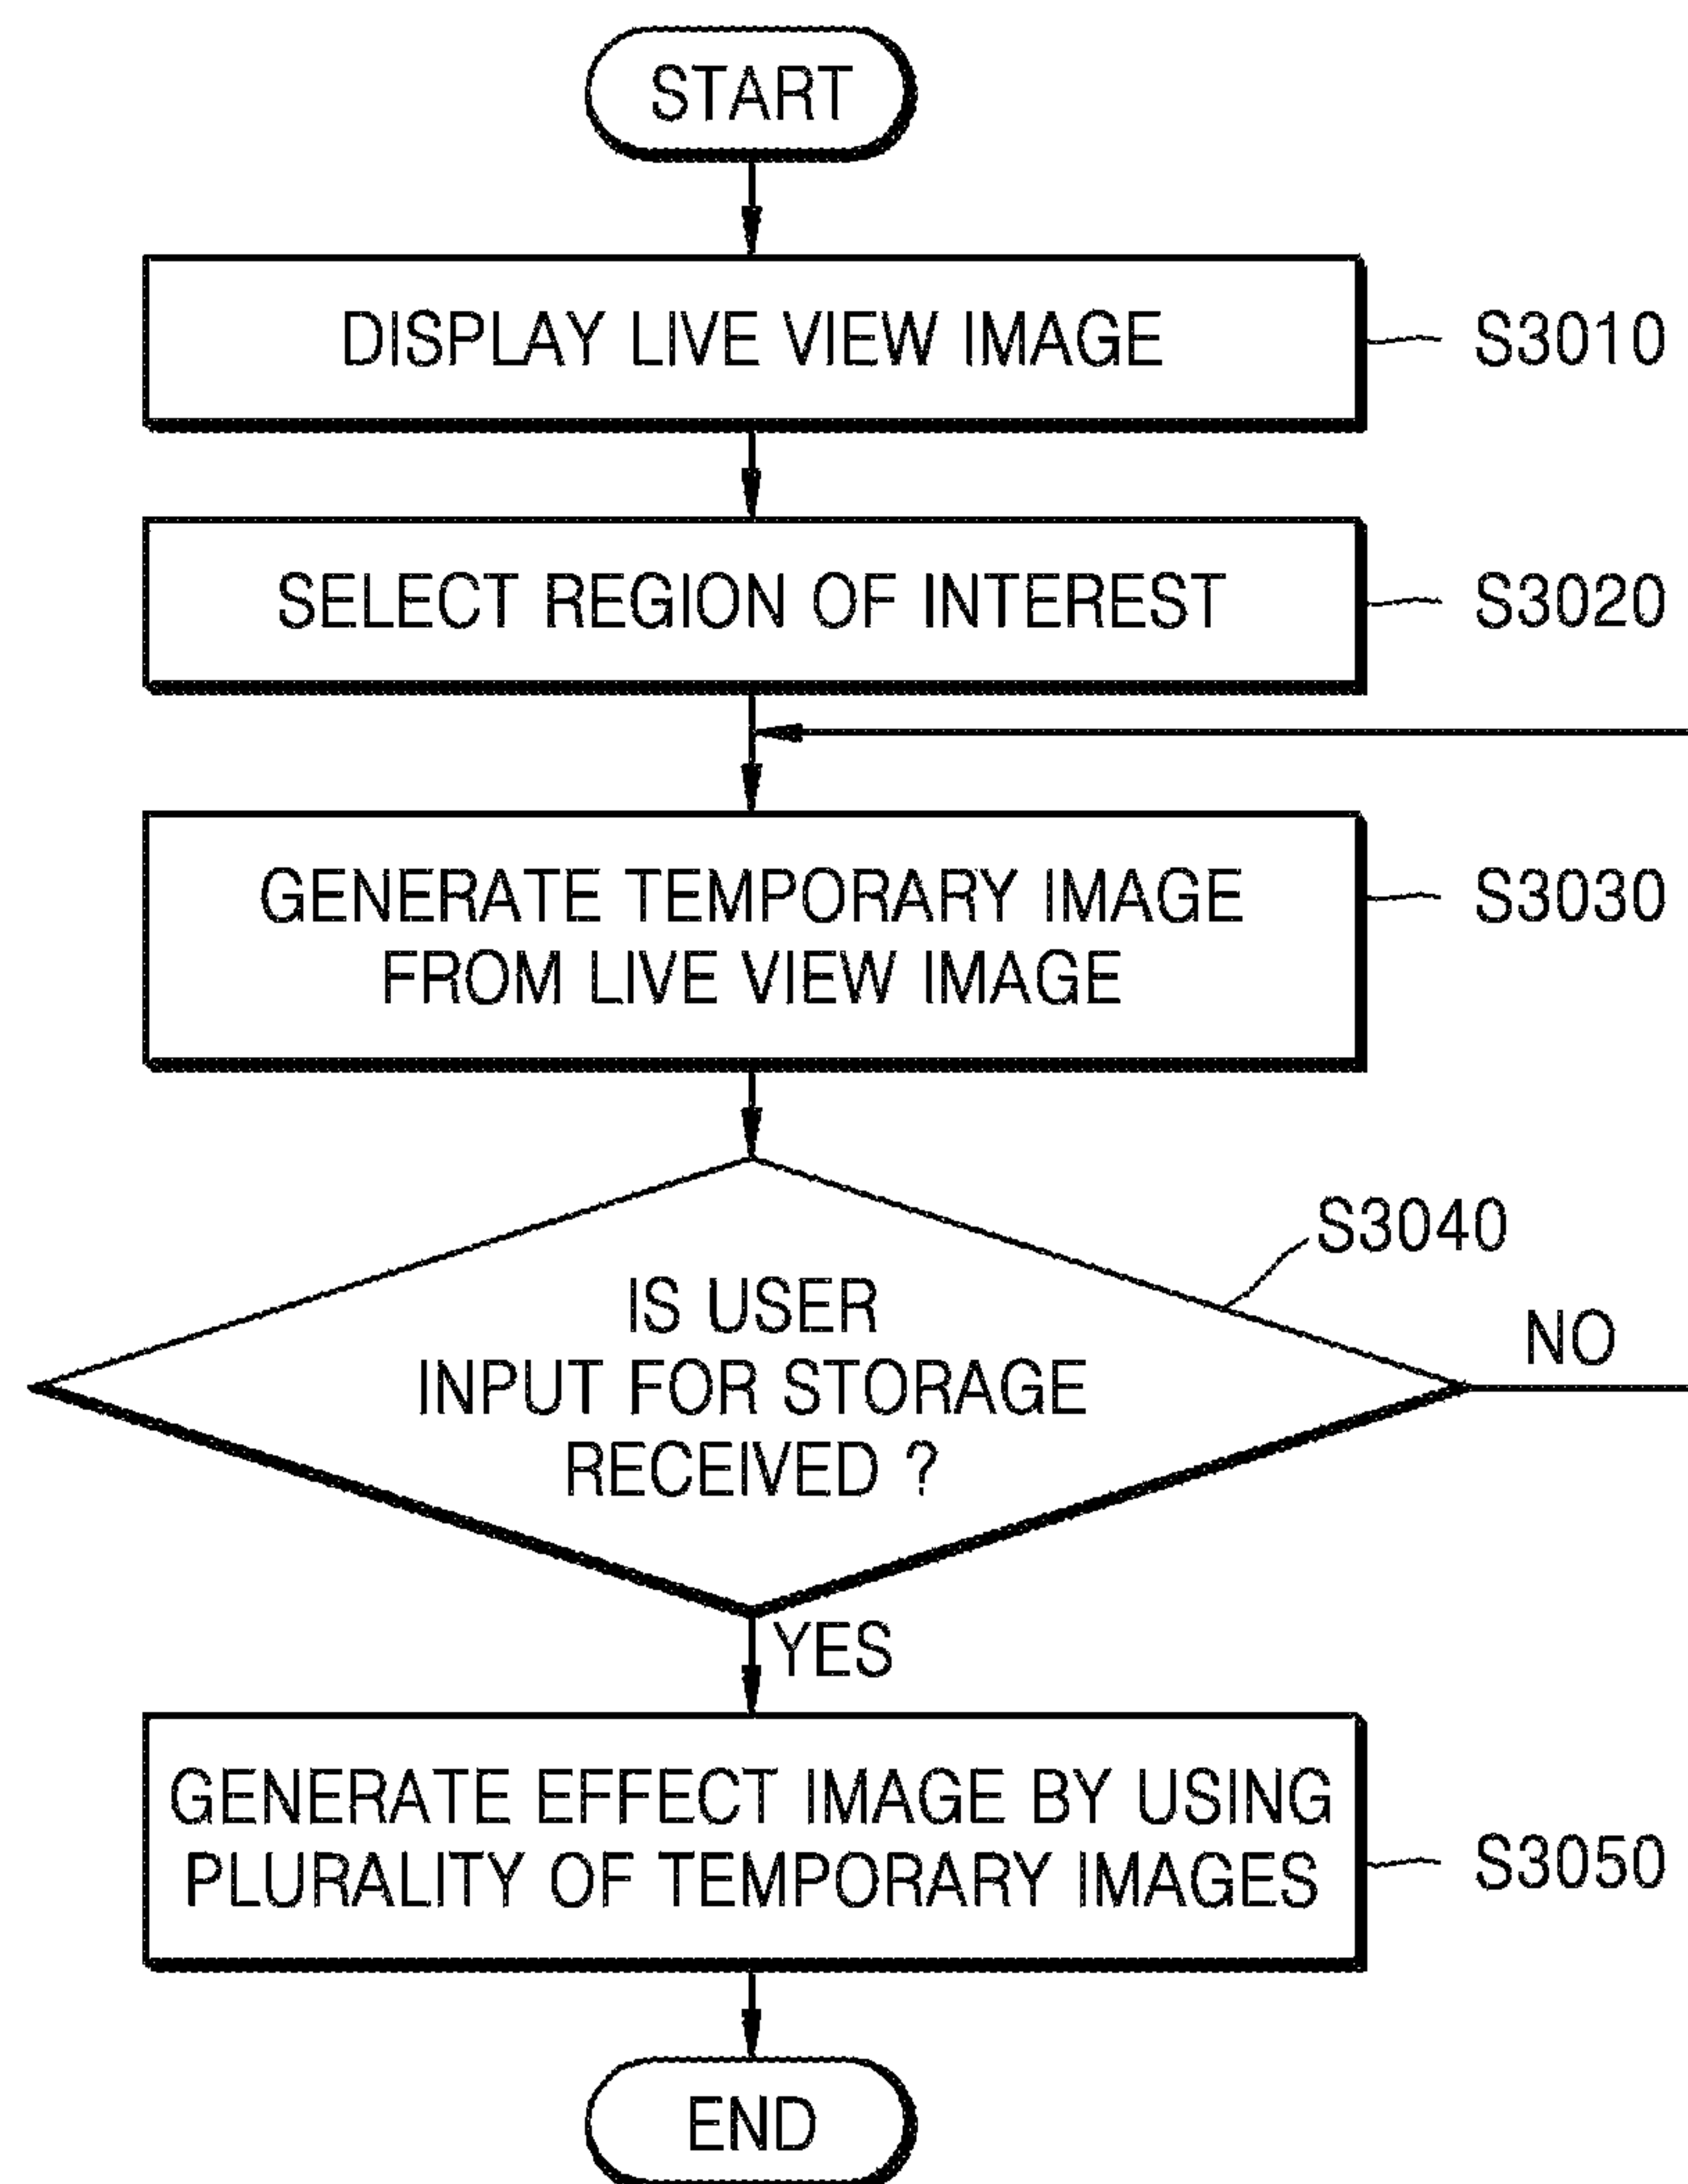 START
DISPLAY LIVE VIEW IMAGE
S3010
SELECT REGION OF INTEREST
S3020
GENERATE TEMPORARY IMAGE
FROM LIVE VIEW IMAGE
S3030
S3040
IS USER
INPUT FOR STORAGE
RECEIVED ?
NO
YES
GENERATE EFFECT IMAGE BY USING
PLURALITY OF TEMPORARY IMAGES
S3050
END